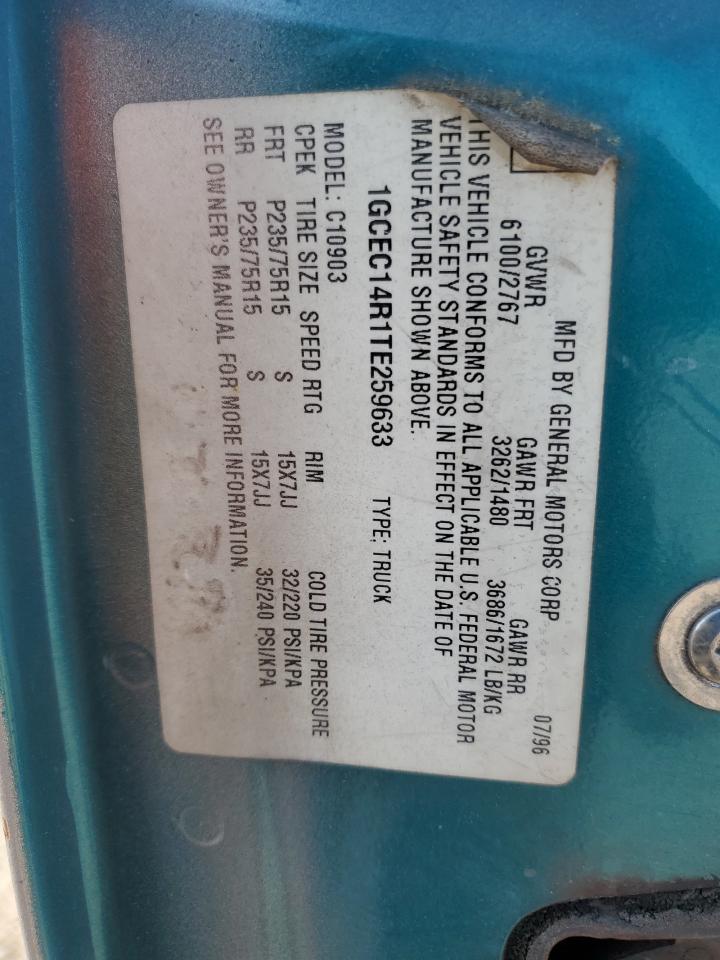 MFD BY GENERAL MOTORS CORP 07/96
GVWR GAWR FRT GAWR RR
6100/2767 3262/1480 3686/1672 LB/KG
THIS VEHICLE CONFORMS TO ALL APPLICABLE U.S. FEDERAL MOTOR
VEHICLE SAFETY STANDARDS IN EFFECT ON THE DATE OF
MANUFACTURE SHOWN ABOVE.
1GCEC14R1TE259633 TYPE: TRUCK
MODEL: C10903
CPEK TIRE SIZE SPEED RTG RIM COLD TIRE PRESSURE
FRT P235/75R15 S 15X7JJ 32/220 PSI/KPA
RR P235/75R15 S 15X7JJ 35/240 PSI/KPA
SEE OWNER'S MANUAL FOR MORE INFORMATION.